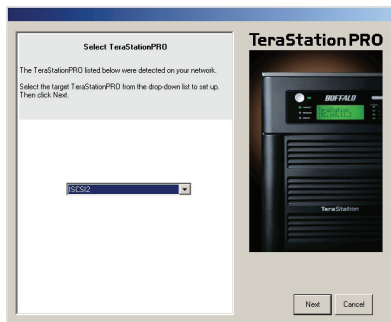 Select TeraStationPRO
The TeraStationPRO listed below were detected on your network.
Select the target TeraStationPRO from the drop-down list to set up.
Then click Next.
ISCSI2
TeraStation PRO
BUFFALO
TeraStation
Next
Cancel